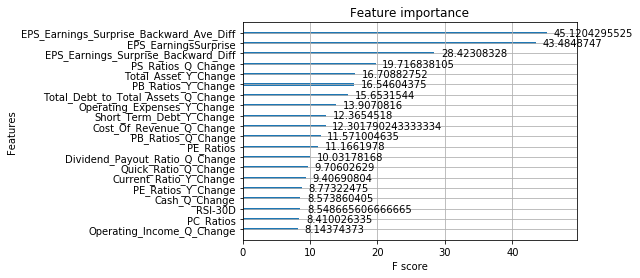 Feature importance
EPS_Earnings_Surprise_Backward_Ave_Diff 45.1204295525
EPS_EarningsSurprise 43.4848747
EPS_Earnings_Surprise_Backward_Diff 28.42308328
PS_Ratios_Q_Change 19.716838105
Total_Asset_Y_Change 16.70882752
PB_Ratios_Y_Change 16.54604375
Total_Debt_to_Total_Assets_Q_Change 15.6531544
Operating_Expenses_Y_Change 13.9070816
Short_Term_Debt_Y_Change 12.3654518
Cost_Of_Revenue_Q_Change 12.301790243333334
PB_Ratios_Q_Change 11.571004635
PE_Ratios 11.1661978
Dividend_Payout_Ratio_Q_Change 10.03178168
Quick_Ratio_Q_Change 9.70602629
Current_Ratio_Y_Change 9.40690804
PE_Ratios_Y_Change 8.77322475
Cash_Q_Change 8.573860405
RSI-30D 8.548665606666665
PC_Ratios 8.410026335
Operating_Income_Q_Change 8.14374373
Features
0 10 20 30 40
F score